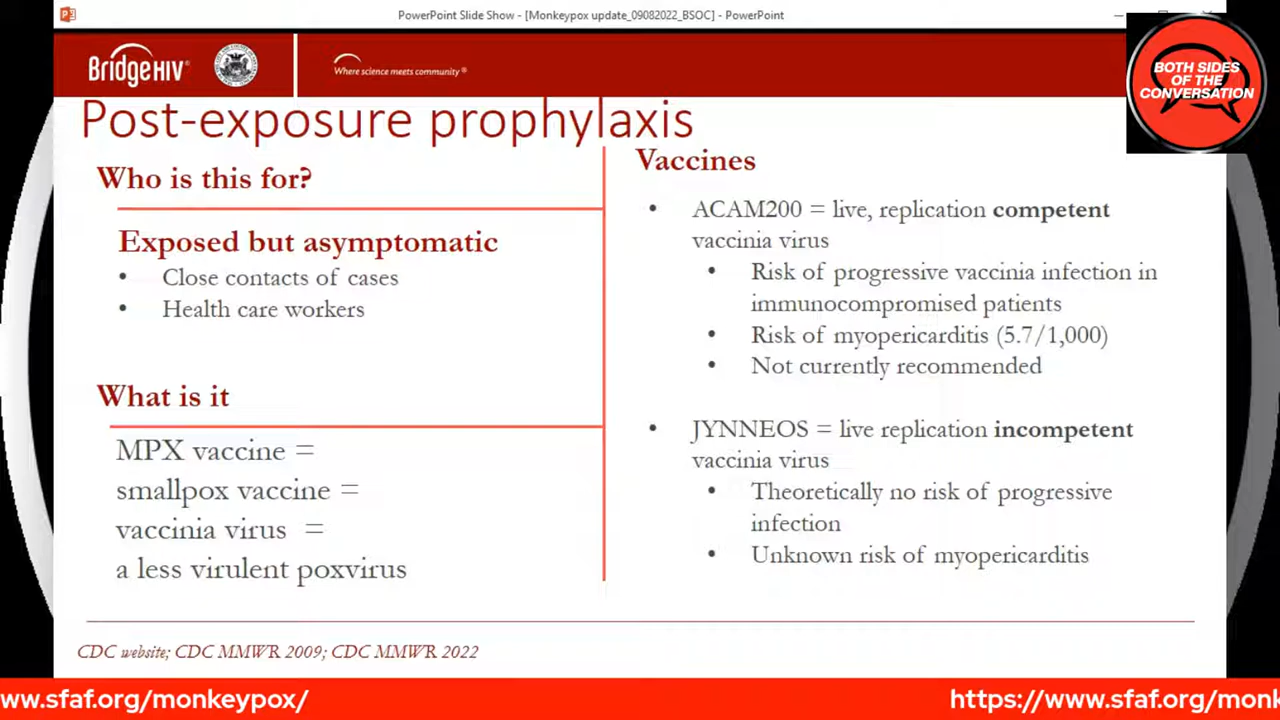 PowerPoint Slide Show - [Monkeypox update_09082022_BSOC] - PowerPoint
BridgeHIV®
Where science meets community®
BOTH SIDES
OF THE
CONVERSATION
Post-exposure prophylaxis
Who is this for?
Exposed but asymptomatic
• Close contacts of cases
• Health care workers
What is it
MPX vaccine =
smallpox vaccine =
vaccinia virus =
a less virulent poxvirus
Vaccines
• ACAM200 = live, replication competent
vaccinia virus
• Risk of progressive vaccinia infection in
immunocompromised patients
• Risk of myopericarditis (5.7/1,000)
• Not currently recommended
• JYNNEOS = live replication incompetent
vaccinia virus
• Theoretically no risk of progressive
infection
• Unknown risk of myopericarditis
CDC website; CDC MMWR 2009; CDC MMWR 2022
ww.sfaf.org/monkeypox/
https://www.sfaf.org/monk